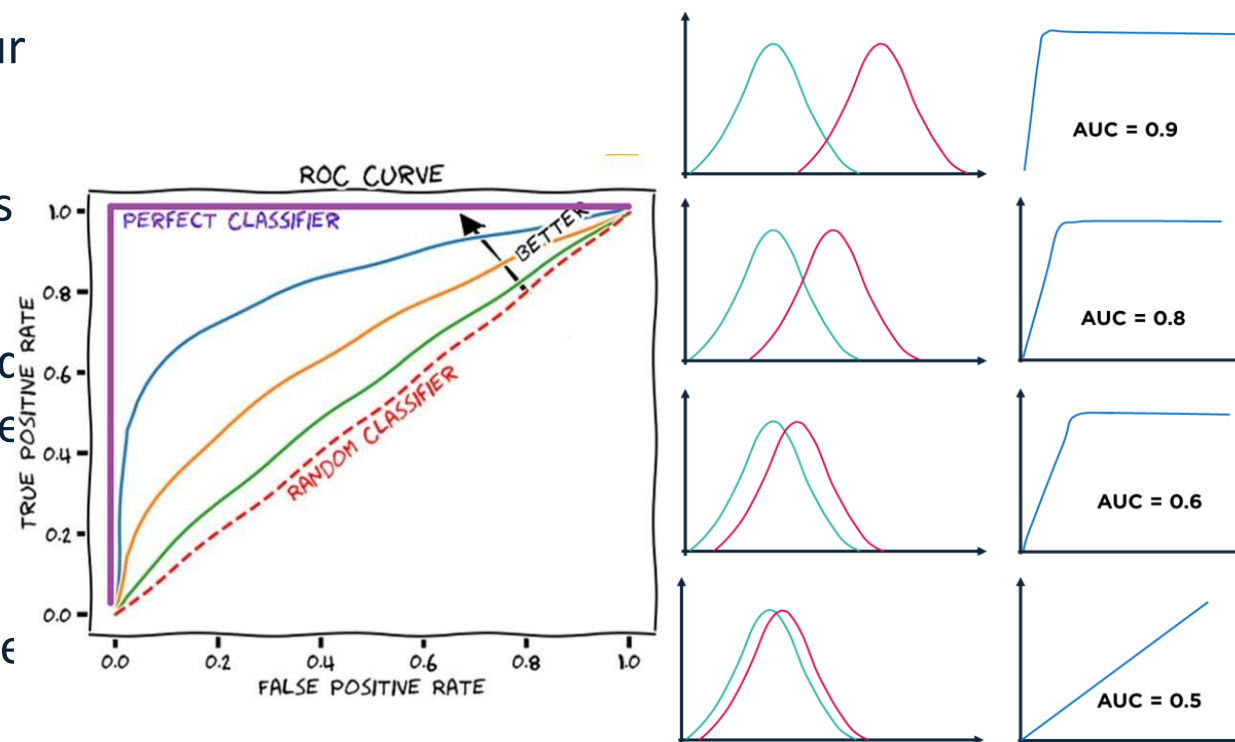 ur
s
e
e
ROC CURVE
PERFECT CLASSIFIER
BETTER
RANDOM CLASSIFIER
TRUE POSITIVE RATE
1.0
0.8
0.6
0.4
0.2
0.0
0.0 0.2 0.4 0.6 0.8 1.0
FALSE POSITIVE RATE
AUC = 0.9
AUC = 0.8
AUC = 0.6
AUC = 0.5